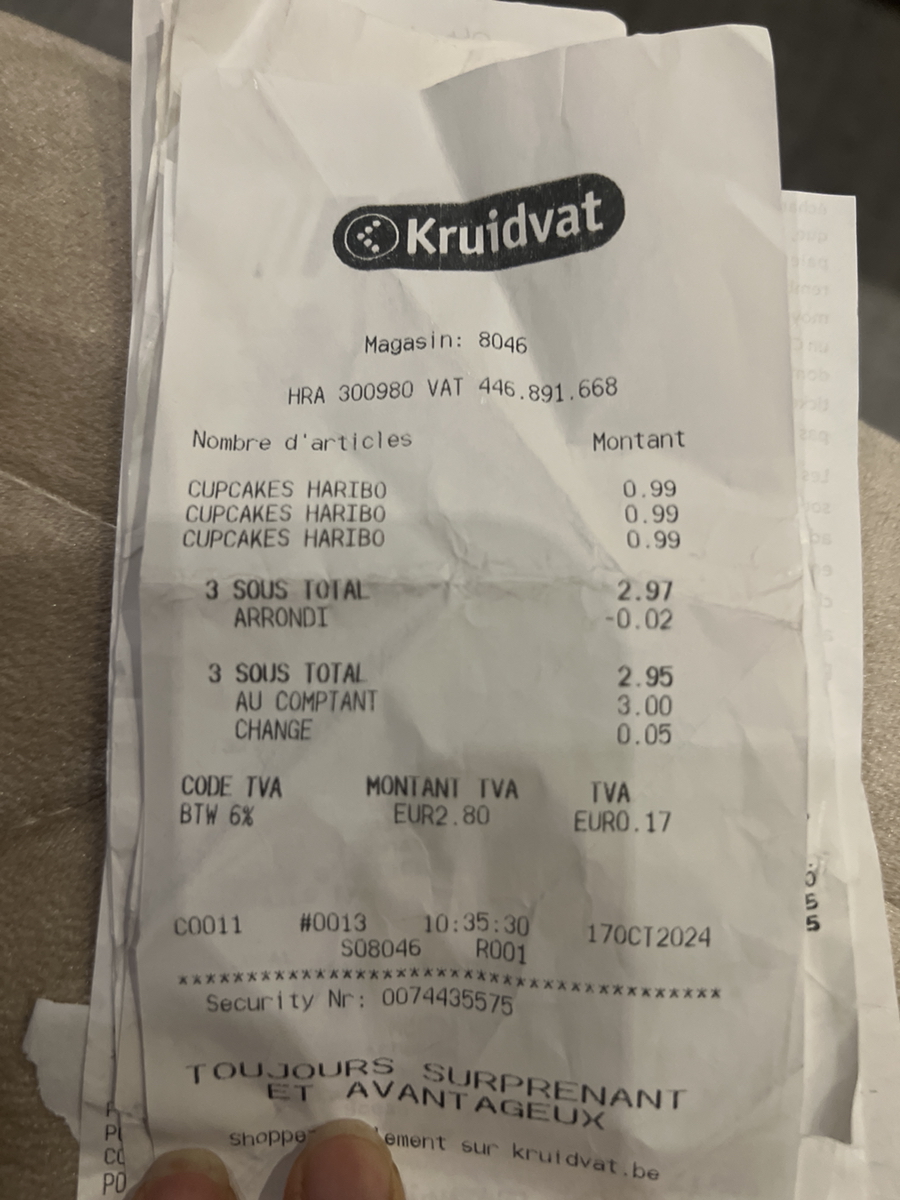 Kruidvat
Magasin: 8046
HRA 300980 VAT 446.891.668
Nombre d'articles Montant
CUPCAKES HARIBO 0.99
CUPCAKES HARIBO 0.99
CUPCAKES HARIBO 0.99
3 SOUS TOTAL 2.97
ARRONDI -0.02
3 SOUS TOTAL 2.95
AU COMPTANT 3.00
CHANGE 0.05
CODE TVA MONTANT TVA TVA
BTW 6% EUR2.80 EUR0.17
C0011 #0013 10:35:30 17OCT2024
S08046 R001
****************************************
Security Nr: 0074435575
TOUJOURS SURPRENANT
ET AVANTAGEUX
sur kruidvat.be